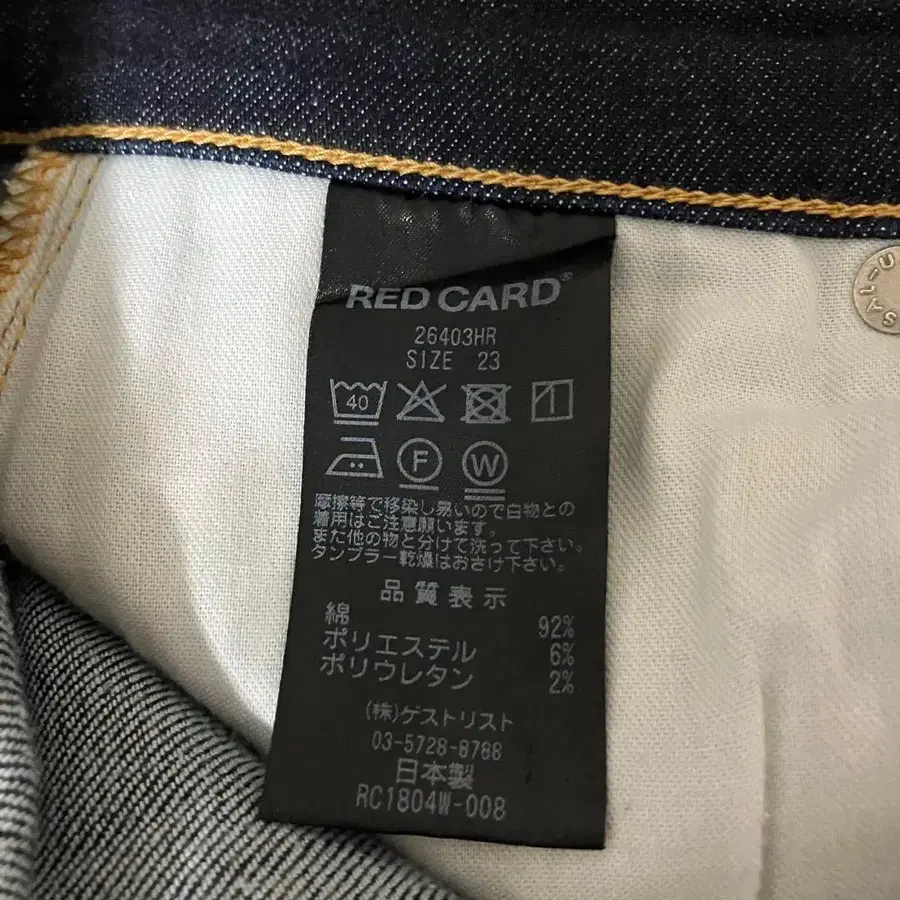 RED CARD®
26403HR
SIZE 23
40
F W
摩擦等で移染し易いので白物との
着用はご注意願います。
また他の物と分けて洗って下さい。
タンブラー乾燥はおさけ下さい。
品質表示
綿 92%
ポリエステル 6%
ポリウレタン 2%
(株)ゲストリスト
03-5728-8788
日本製
RC1804W-008